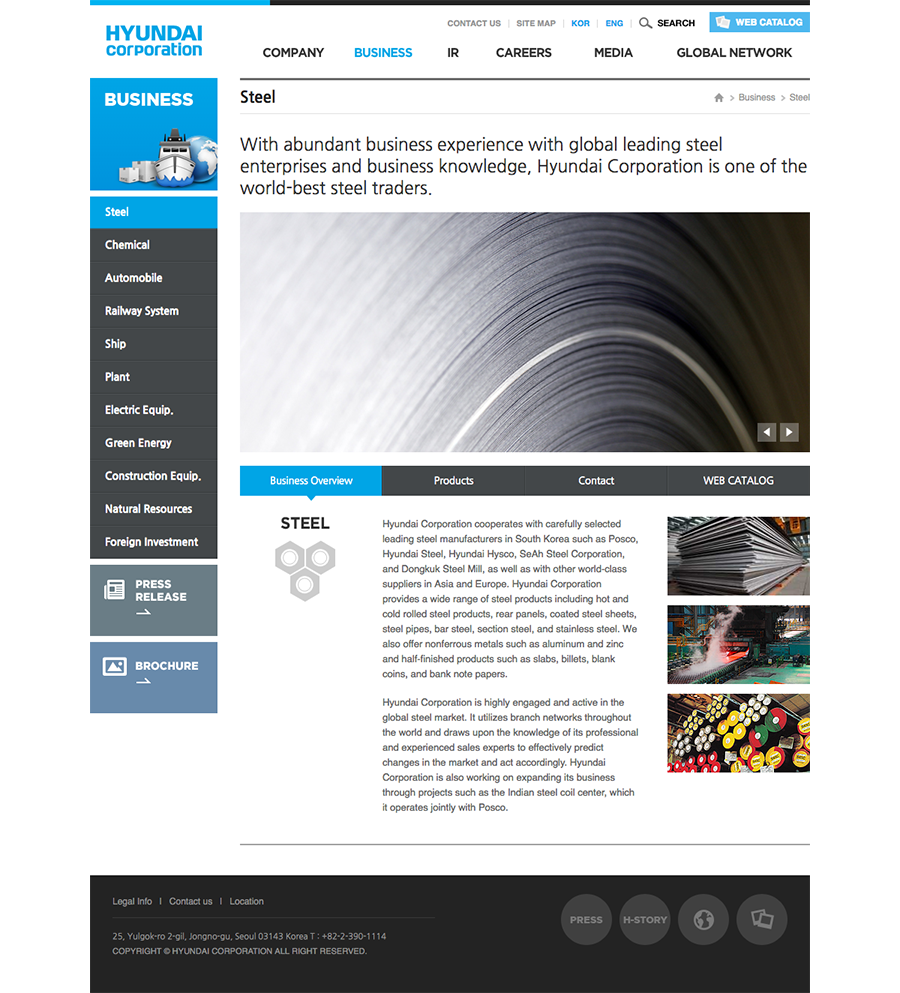 HYUNDAI
corporation
CONTACT US | SITE MAP | KOR | ENG | SEARCH
WEB CATALOG
COMPANY BUSINESS IR CAREERS MEDIA GLOBAL NETWORK
BUSINESS
Steel
Chemical
Automobile
Railway System
Ship
Plant
Electric Equip.
Green Energy
Construction Equip.
Natural Resources
Foreign Investment
PRESS
RELEASE
BROCHURE
Steel
> Business > Steel
With abundant business experience with global leading steel
enterprises and business knowledge, Hyundai Corporation is one of the
world-best steel traders.
Business Overview Products Contact WEB CATALOG
STEEL
Hyundai Corporation cooperates with carefully selected
leading steel manufacturers in South Korea such as Posco,
Hyundai Steel, Hyundai Hysco, SeAh Steel Corporation,
and Dongkuk Steel Mill, as well as with other world-class
suppliers in Asia and Europe. Hyundai Corporation
provides a wide range of steel products including hot and
cold rolled steel products, rear panels, coated steel sheets,
steel pipes, bar steel, section steel, and stainless steel. We
also offer nonferrous metals such as aluminum and zinc
and half-finished products such as slabs, billets, blank
coins, and bank note papers.
Hyundai Corporation is highly engaged and active in the
global steel market. It utilizes branch networks throughout
the world and draws upon the knowledge of its professional
and experienced sales experts to effectively predict
changes in the market and act accordingly. Hyundai
Corporation is also working on expanding its business
through projects such as the Indian steel coil center, which
it operates jointly with Posco.
Legal Info | Contact us | Location
25, Yulgok-ro 2-gil, Jongno-gu, Seoul 03143 Korea T : +82-2-390-1114
COPYRIGHT © HYUNDAI CORPORATION ALL RIGHT RESERVED.
PRESS
H-STORY